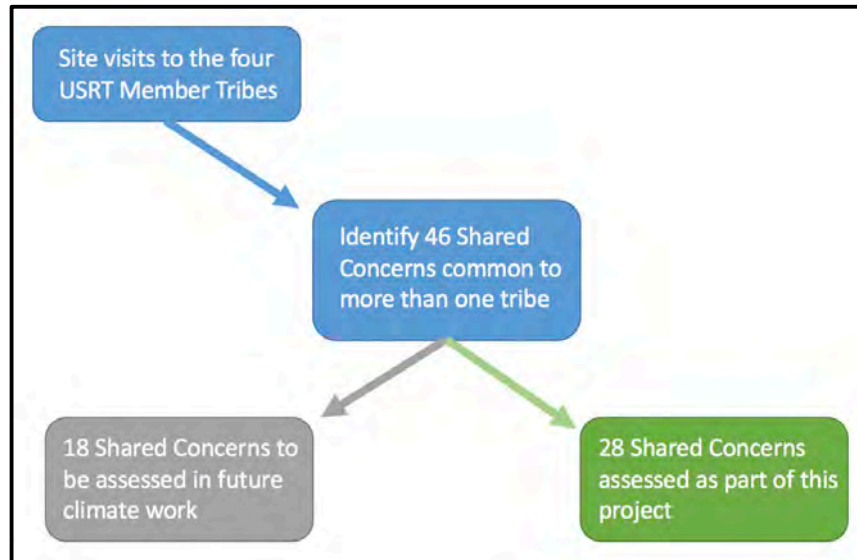 Site visits to the four
USRT Member Tribes
Identify 46 Shared
Concerns common to
more than one tribe
18 Shared Concerns to
be assessed in future
climate work
28 Shared Concerns
assessed as part of this
project